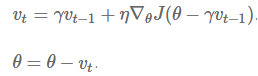 v_t = γv_{t−1} + η∇_θJ(θ − γv_{t−1}).
θ = θ − v_t.